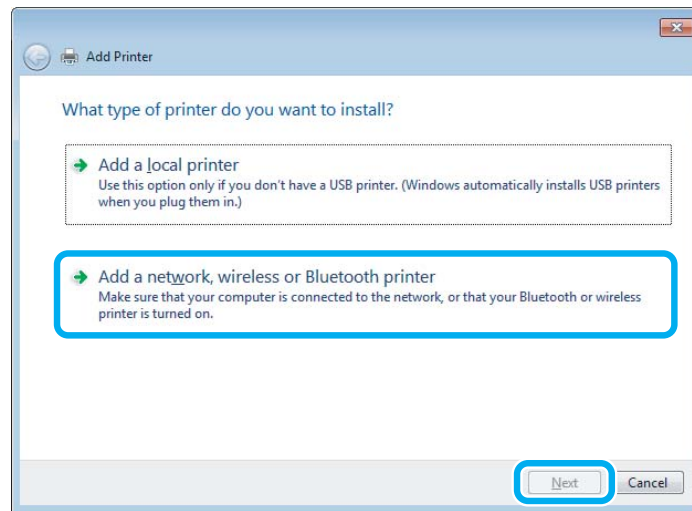 Add Printer
What type of printer do you want to install?
Add a local printer
Use this option only if you don't have a USB printer. (Windows automatically installs USB printers
when you plug them in.)
Add a network, wireless or Bluetooth printer
Make sure that your computer is connected to the network, or that your Bluetooth or wireless
printer is turned on.
Next Cancel